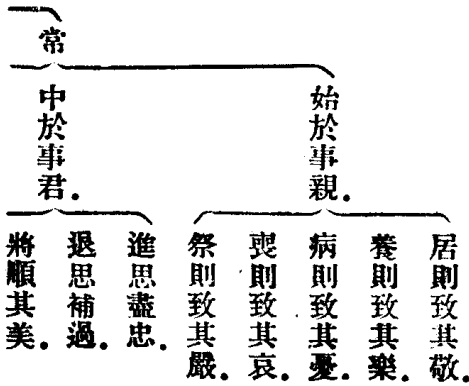 常
始於事親．
居則致其敬．
養則致其樂．
病則致其憂．
喪則致其哀．
祭則致其嚴．
中於事君．
進思盡忠．
退思補過．
將順其美．